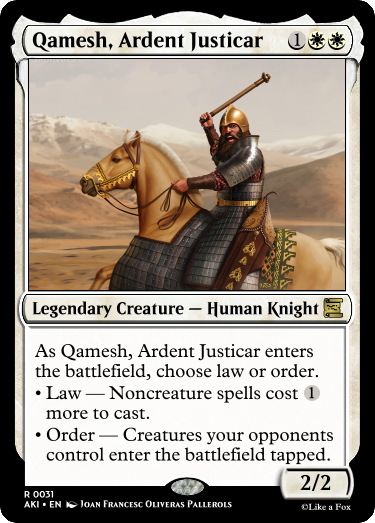 Qamesh, Ardent Justicar 1
Legendary Creature — Human Knight
As Qamesh, Ardent Justicar enters
the battlefield, choose law or order.
• Law — Noncreature spells cost 1
more to cast.
• Order — Creatures your opponents
control enter the battlefield tapped.
2/2
R 0031
AKI • EN Joan Francesc Oliveras Pallerols
©Like a Fox